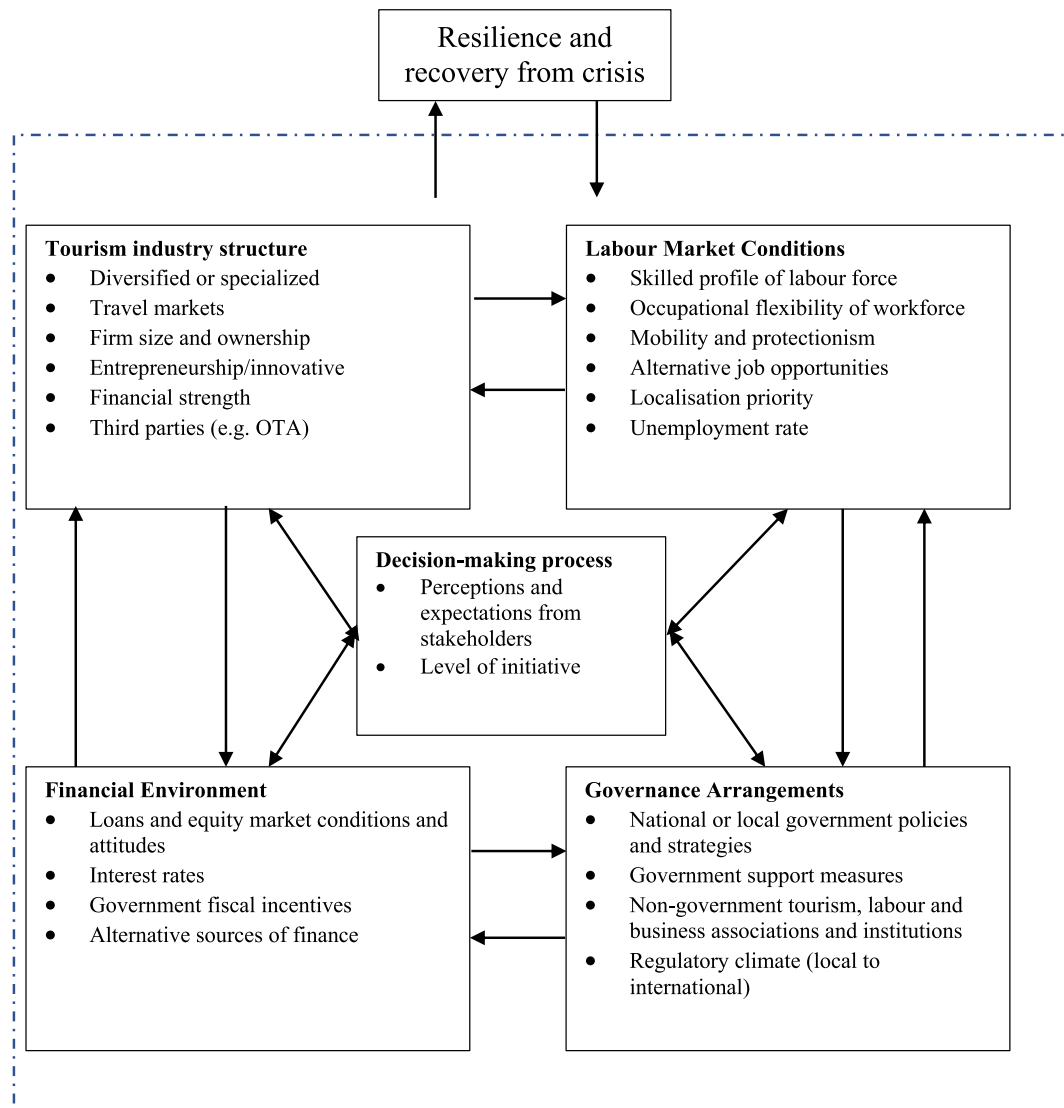 Resilience and
recovery from crisis
Tourism industry structure
● Diversified or specialized
● Travel markets
● Firm size and ownership
● Entrepreneurship/innovative
● Financial strength
● Third parties (e.g. OTA)
Labour Market Conditions
● Skilled profile of labour force
● Occupational flexibility of workforce
● Mobility and protectionism
● Alternative job opportunities
● Localisation priority
● Unemployment rate
Decision-making process
● Perceptions and
expectations from
stakeholders
● Level of initiative
Financial Environment
● Loans and equity market conditions and
attitudes
● Interest rates
● Government fiscal incentives
● Alternative sources of finance
Governance Arrangements
● National or local government policies
and strategies
● Government support measures
● Non-government tourism, labour and
business associations and institutions
● Regulatory climate (local to
international)